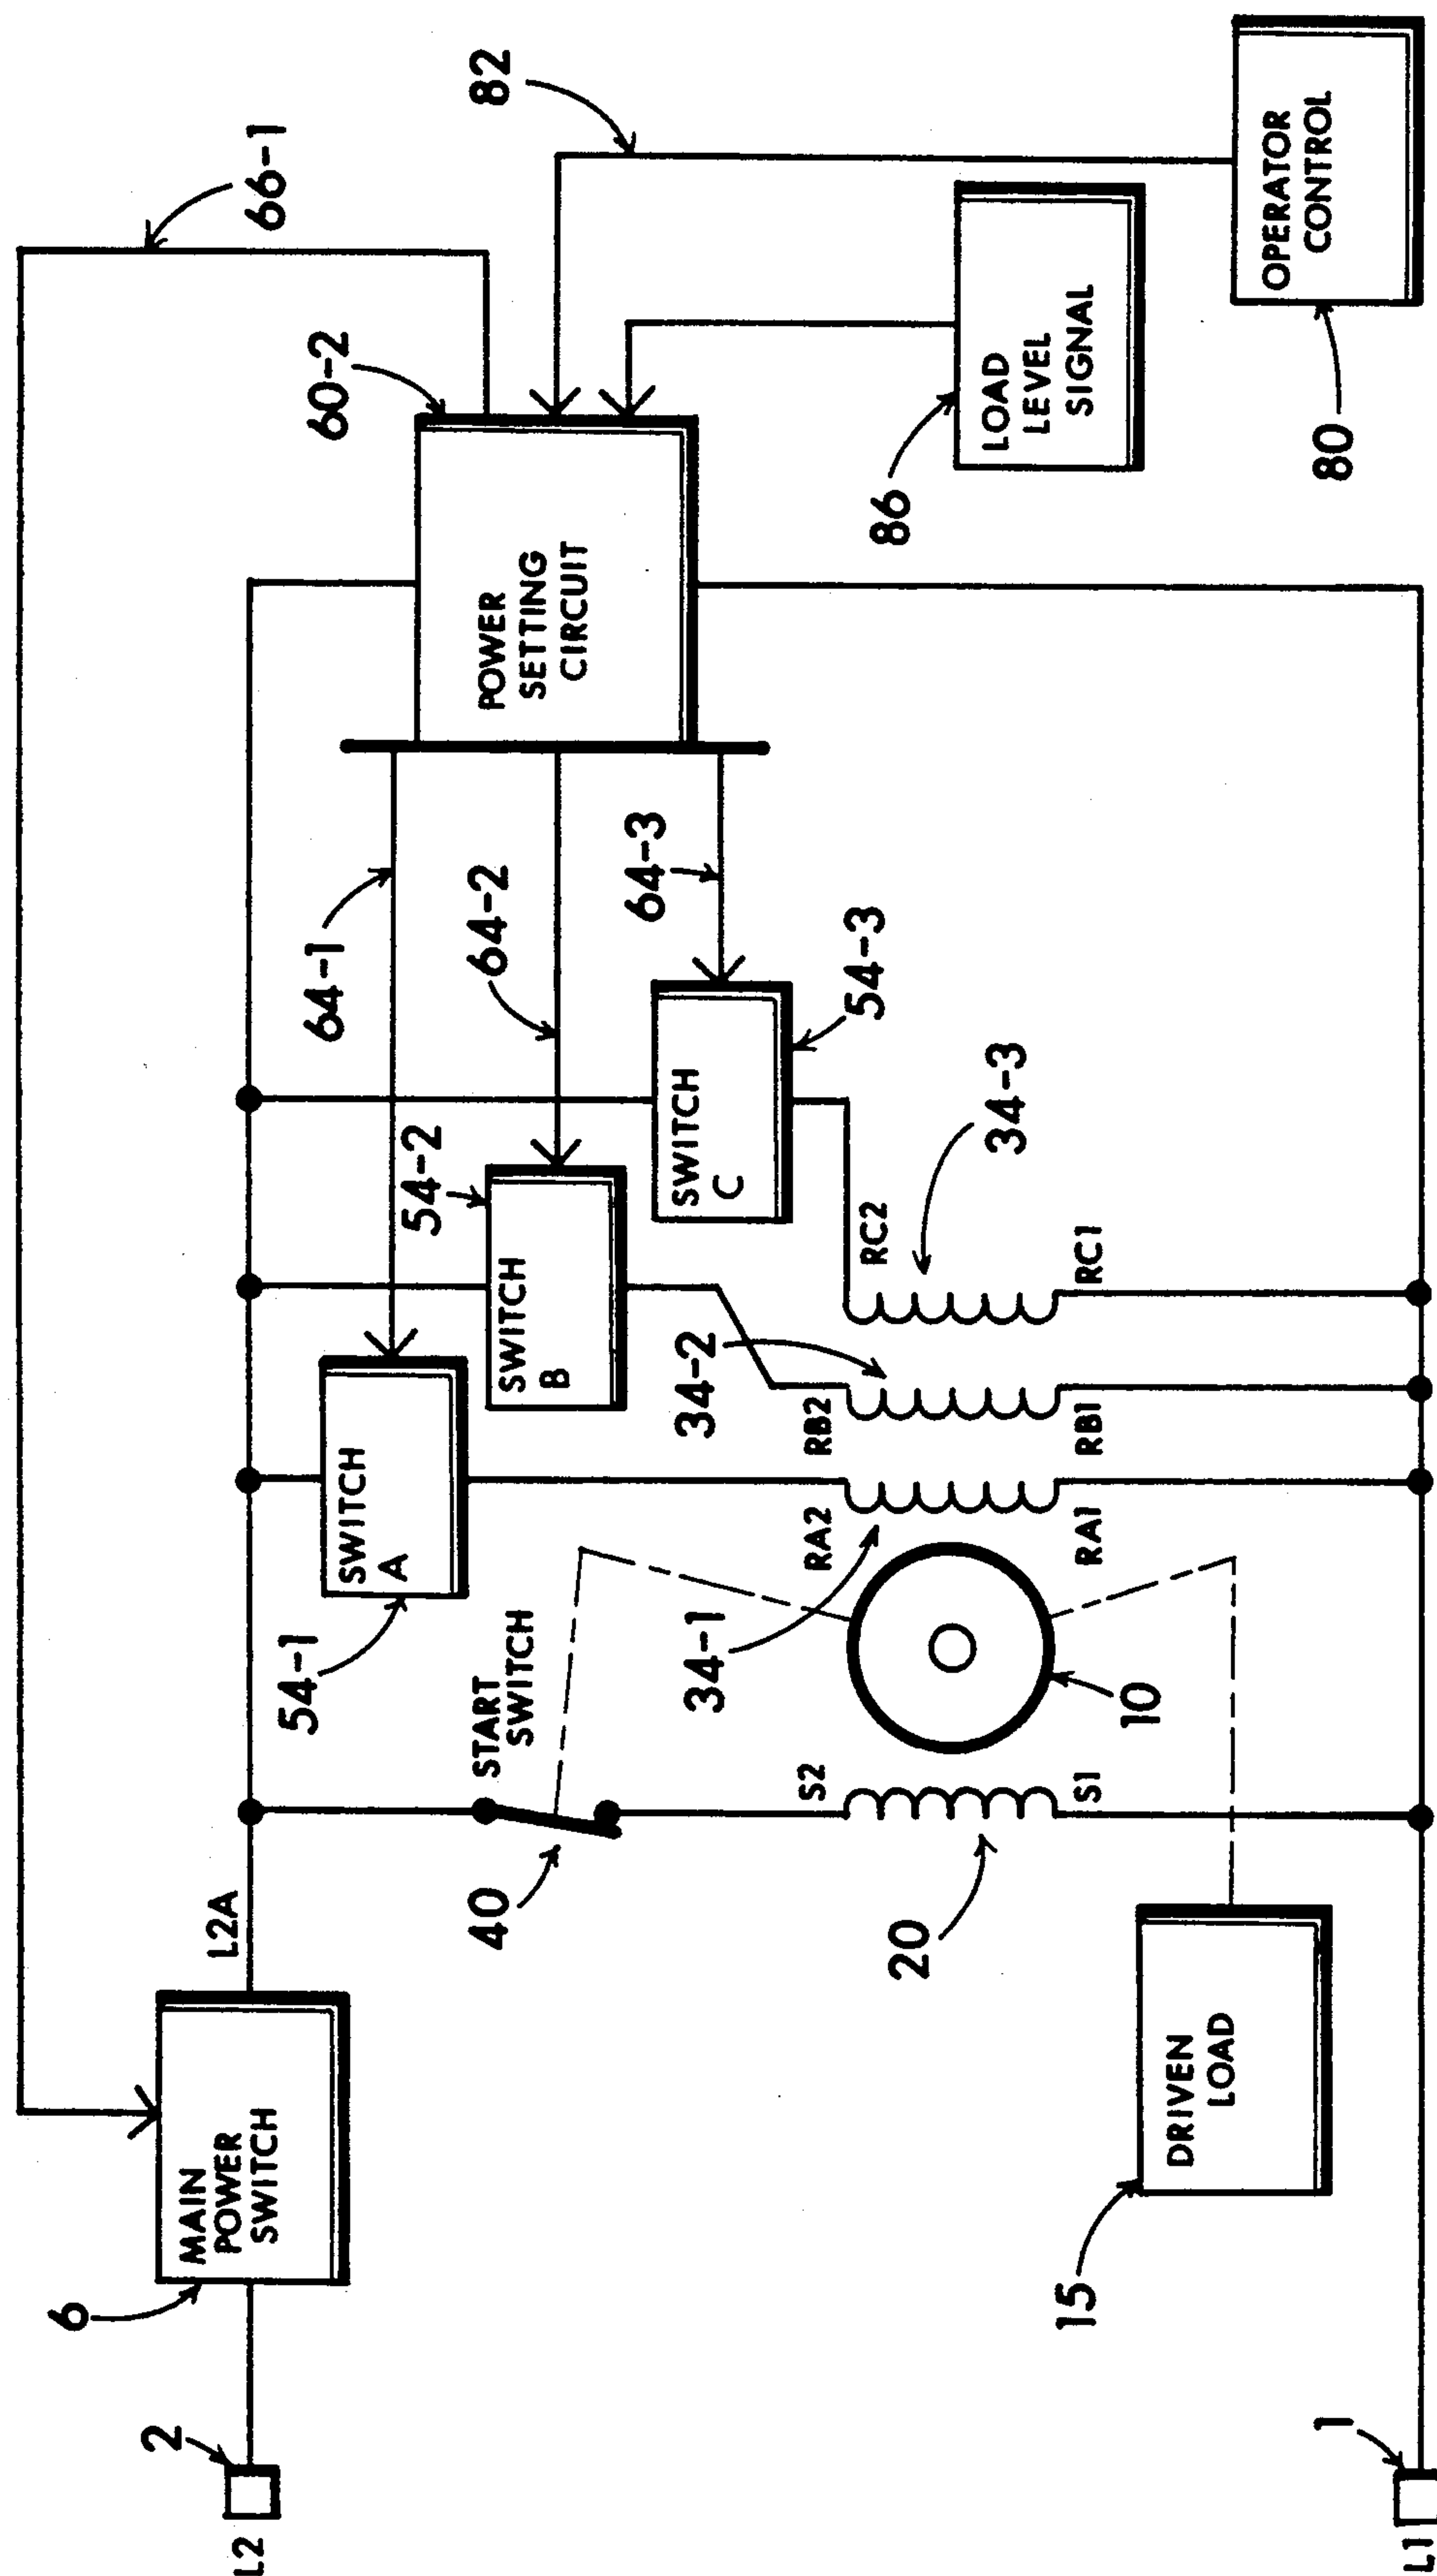 66-1
82
60-2
64-1
POWER
SETTING
CIRCUIT
OPERATOR
CONTROL
LOAD
LEVEL
SIGNAL
86
80
64-2
64-3
54-1
SWITCH
A
54-2
SWITCH
B
SWITCH
C
54-3
34-3
RC2
RC1
34-2
RB2
RB1
34-1
RA2
RA1
10
START
SWITCH
40
S2
S1
20
L2A
MAIN
POWER
SWITCH
6
DRIVEN
LOAD
15
2
L2
1
L1